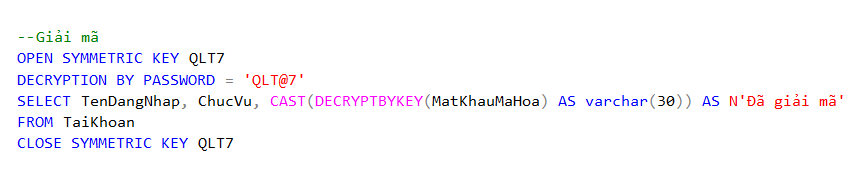 --Giải mã
OPEN SYMMETRIC KEY QLT7
DECRYPTION BY PASSWORD = 'QLT@7'
SELECT TenDangNhap, ChucVu, CAST(DECRYPTBYKEY(MatKhauMaHoa) AS varchar(30)) AS N'Đã giải mã'
FROM TaiKhoan
CLOSE SYMMETRIC KEY QLT7